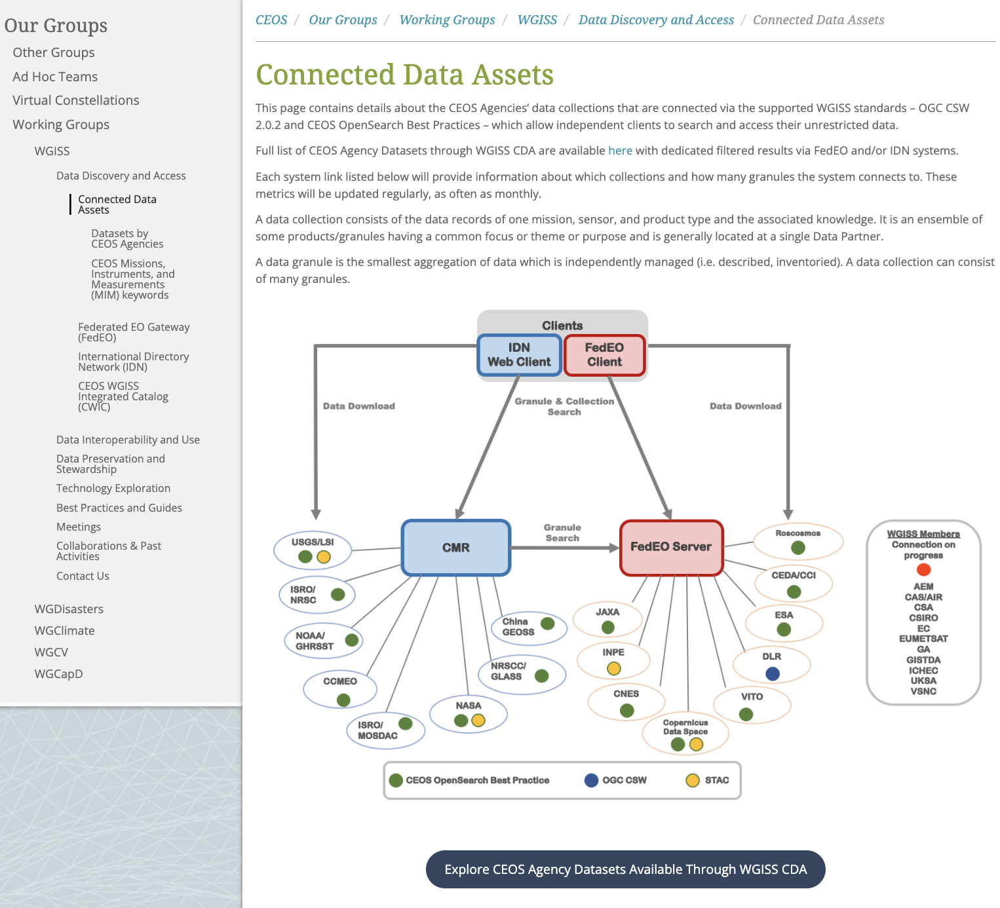 Our Groups
Other Groups
Ad Hoc Teams
Virtual Constellations
Working Groups
WGISS
Data Discovery and Access
Connected Data
Assets
Datasets by
CEOS Agencies
CEOS Missions,
Instruments, and
Measurements
(MIM) keywords
Federated EO Gateway
(FedEO)
International Directory
Network (IDN)
CEOS WGISS
Integrated Catalog
(CWIC)
Data Interoperability and Use
Data Preservation and
Stewardship
Technology Exploration
Best Practices and Guides
Meetings
Collaborations & Past
Activities
Contact Us
WGDisasters
WGClimate
WGCV
WGCapD
CEOS / Our Groups / Working Groups / WGISS / Data Discovery and Access / Connected Data Assets
Connected Data Assets
This page contains details about the CEOS Agencies’ data collections that are connected via the supported WGISS standards – OGC CSW
2.0.2 and CEOS OpenSearch Best Practices – which allow independent clients to search and access their unrestricted data.
Full list of CEOS Agency Datasets through WGISS CDA are available here with dedicated filtered results via FedEO and/or IDN systems.
Each system link listed below will provide information about which collections and how many granules the system connects to. These
metrics will be updated regularly, as often as monthly.
A data collection consists of the data records of one mission, sensor, and product type and the associated knowledge. It is an ensemble of
some products/granules having a common focus or theme or purpose and is generally located at a single Data Partner.
A data granule is the smallest aggregation of data which is independently managed (i.e. described, inventoried). A data collection can consist
of many granules.
Clients
IDN
Web Client
FedEO
Client
Data Download
Granule & Collection
Search
Data Download
CMR
Granule
Search
FedEO Server
USGS/LSI
ISRO/
NRSC
NOAA/
GHRSST
CCMEO
ISRO/
MOSDAC
NASA
NRSCC/
GLASS
China
GEOSS
JAXA
INPE
CNES
Copernicus
Data Space
VITO
DLR
ESA
CEDA/CCI
Roscosmos
WGISS Members
Connection on
progress
AEM
CAS/AIR
CSA
CSIRO
EC
EUMETSAT
GA
GISTDA
ICHEC
UKSA
VSNC
CEOS OpenSearch Best Practice
OGC CSW
STAC
Explore CEOS Agency Datasets Available Through WGISS CDA